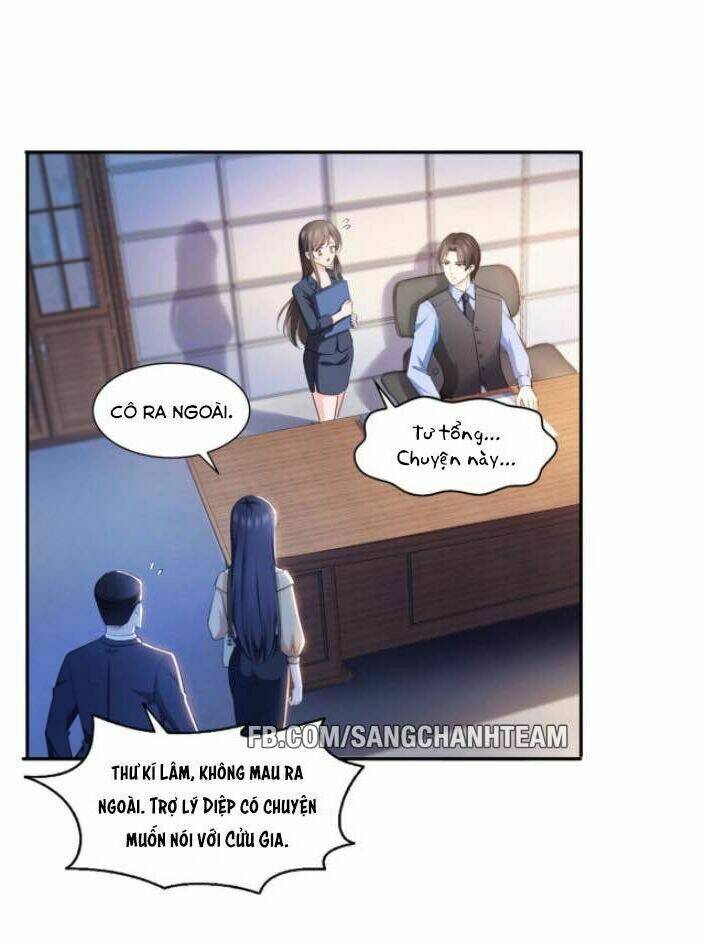 CÔ RA NGOÀI.
Tư tổng...
Chuyện này...
FB.COM/SANGCHANHTEAM
THƯ KÍ LÂM, KHÔNG MAU RA
NGOÀI. TRỢ LÝ DIỆP CÓ CHUYỆN
MUỐN NÓI VỚI CỬU GIA.